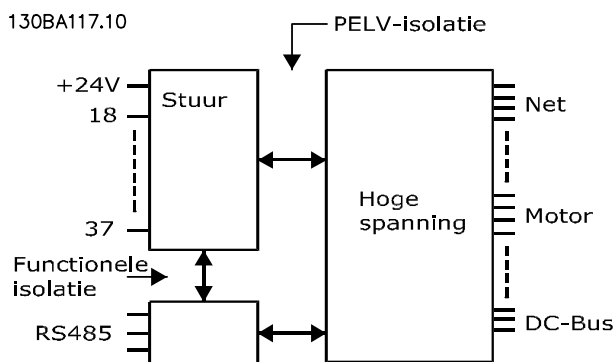 130BA117.10
PELV-isolatie
+24V
Stuur
18
Net
Hoge
spanning
Motor
37
Functionele
isolatie
RS485
DC-Bus